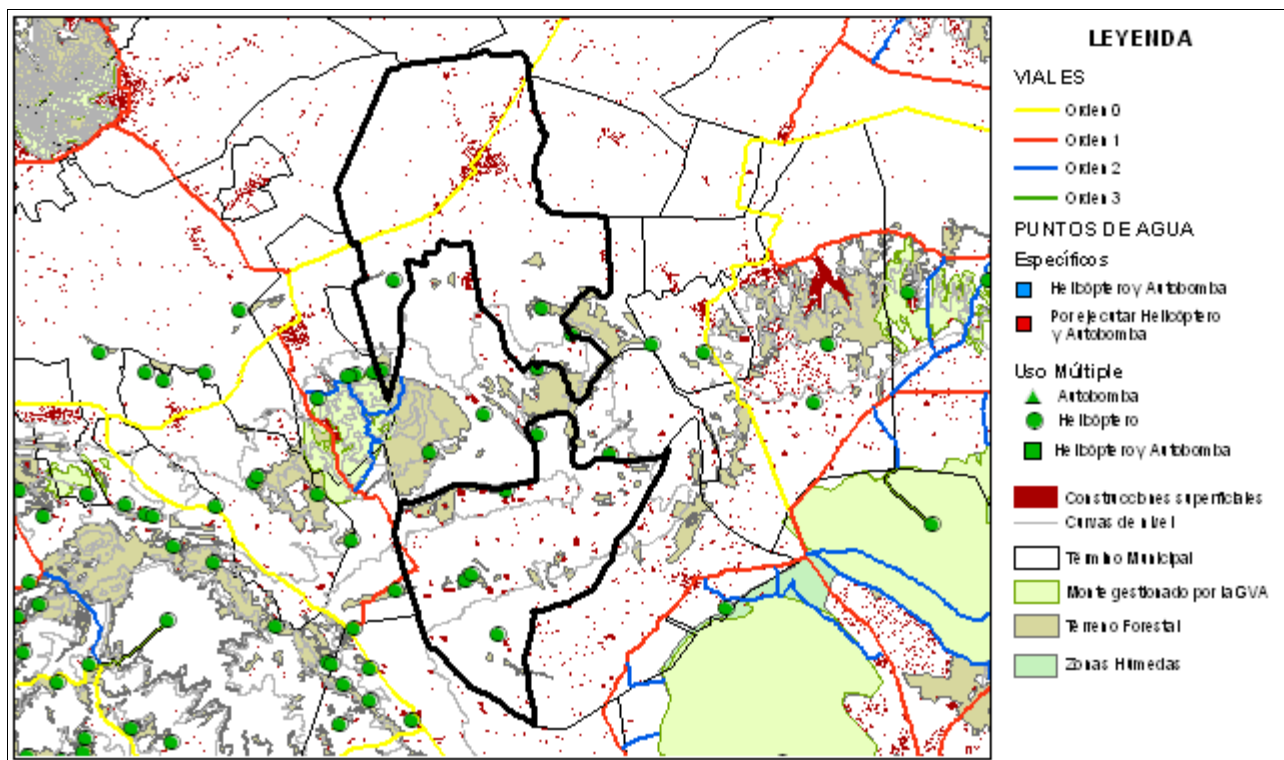 LEYENDA
VIALES
Orden 0
Orden 1
Orden 2
Orden 3
PUNTOS DE AGUA
Específicos
Helicóptero y Autobomba
Por ejecutar Helicóptero
y Autobomba
Uso Múltiple
Autobomba
Helicóptero
Helicóptero y Autobomba
Construcciones superficiales
Curvas de nivel
Término Municipal
Monte gestionado por la GVA
Terreno Forestal
Zonas Húmedas